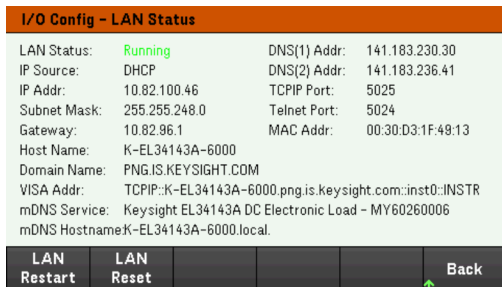 I/O Config - LAN Status
LAN Status: Running DNS(1) Addr: 141.183.230.30
IP Source: DHCP DNS(2) Addr: 141.183.236.41
IP Addr: 10.82.100.46 TCPIP Port: 5025
Subnet Mask: 255.255.248.0 Telnet Port: 5024
Gateway: 10.82.96.1 MAC Addr: 00:30:D3:1F:49:13
Host Name: K-EL34143A-6000
Domain Name: PNG.IS.KEYSIGHT.COM
VISA Addr: TCPIP::K-EL34143A-6000.png.is.keysight.com::inst0::INSTR
mDNS Service: Keysight EL34143A DC Electronic Load - MY60260006
mDNS Hostname:K-EL34143A-6000.local.
LAN Restart LAN Reset Back